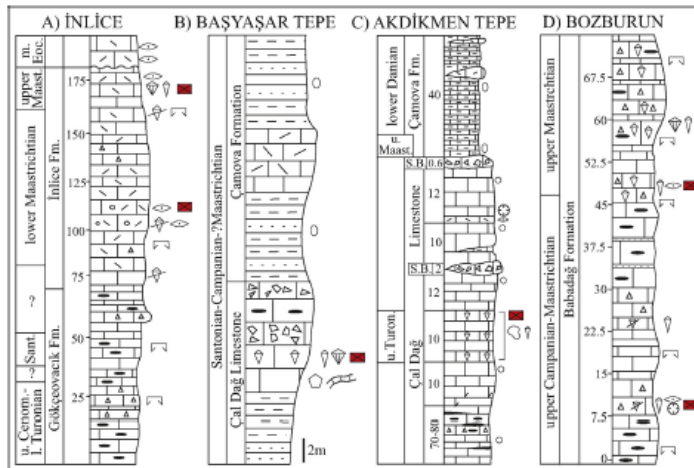 A) İNLİCE
m. Eoc.
upper Maast.
lower Maastrichtian
-?
Sant.
-?
u. Cenom.- l. Turonian
İnlice Fm.
Gökçeovacık Fm.
175
150
100
75
50
25
B) BAŞYAŞAR TEPE
Santonian-Campanian-?Maastrichtian
Çamova Formation
Çal Dağ Limestone
2m
C) AKDİKMEN TEPE
lower Danian
u. Maast.
u. Turon.
Çamova Fm.
Limestone
Çal Dağ
40
S.B. 0.6
12
10
S.B. 2
12
10
10
70-80
D) BOZBURUN
upper Maastrchtian
upper Campanian-Maastrichtian
Babadağ Formation
67.5
60
52.5
45
37.5
30
22.5
15
7.5
0